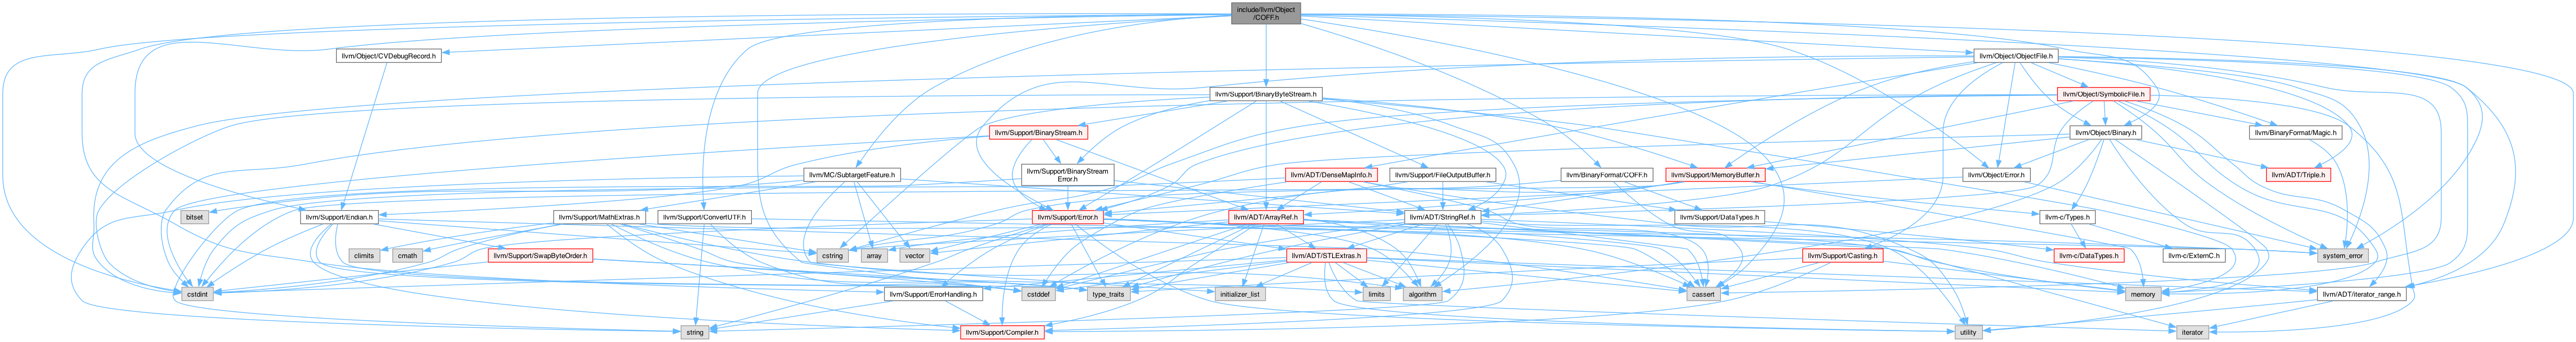 include/llvm/Object
/COFF.h
llvm/Object/CVDebugRecord.h
llvm/Object/ObjectFile.h
llvm/Support/BinaryByteStream.h
llvm/Object/SymbolicFile.h
llvm/Support/BinaryStream.h
llvm/BinaryFormat/Magic.h
llvm/Object/Binary.h
llvm/MC/SubtargetFeature.h
llvm/Support/BinaryStream
Error.h
llvm/ADT/DenseMapInfo.h
llvm/Support/FileOutputBuffer.h
llvm/BinaryFormat/COFF.h
llvm/Support/MemoryBuffer.h
llvm/Object/Error.h
llvm/ADT/Triple.h
bitset
llvm/Support/Endian.h
llvm/Support/MathExtras.h
llvm/Support/ConvertUTF.h
llvm/Support/Error.h
llvm/ADT/ArrayRef.h
llvm/ADT/StringRef.h
llvm/Support/DataTypes.h
llvm-c/Types.h
climits
cmath
llvm/Support/SwapByteOrder.h
cstring
array
vector
llvm/ADT/STLExtras.h
llvm/Support/Casting.h
llvm-c/DataTypes.h
llvm-c/ExternC.h
system_error
cstdint
llvm/Support/ErrorHandling.h
cstddef
type_traits
initializer_list
limits
algorithm
cassert
memory
llvm/ADT/iterator_range.h
string
llvm/Support/Compiler.h
utility
iterator